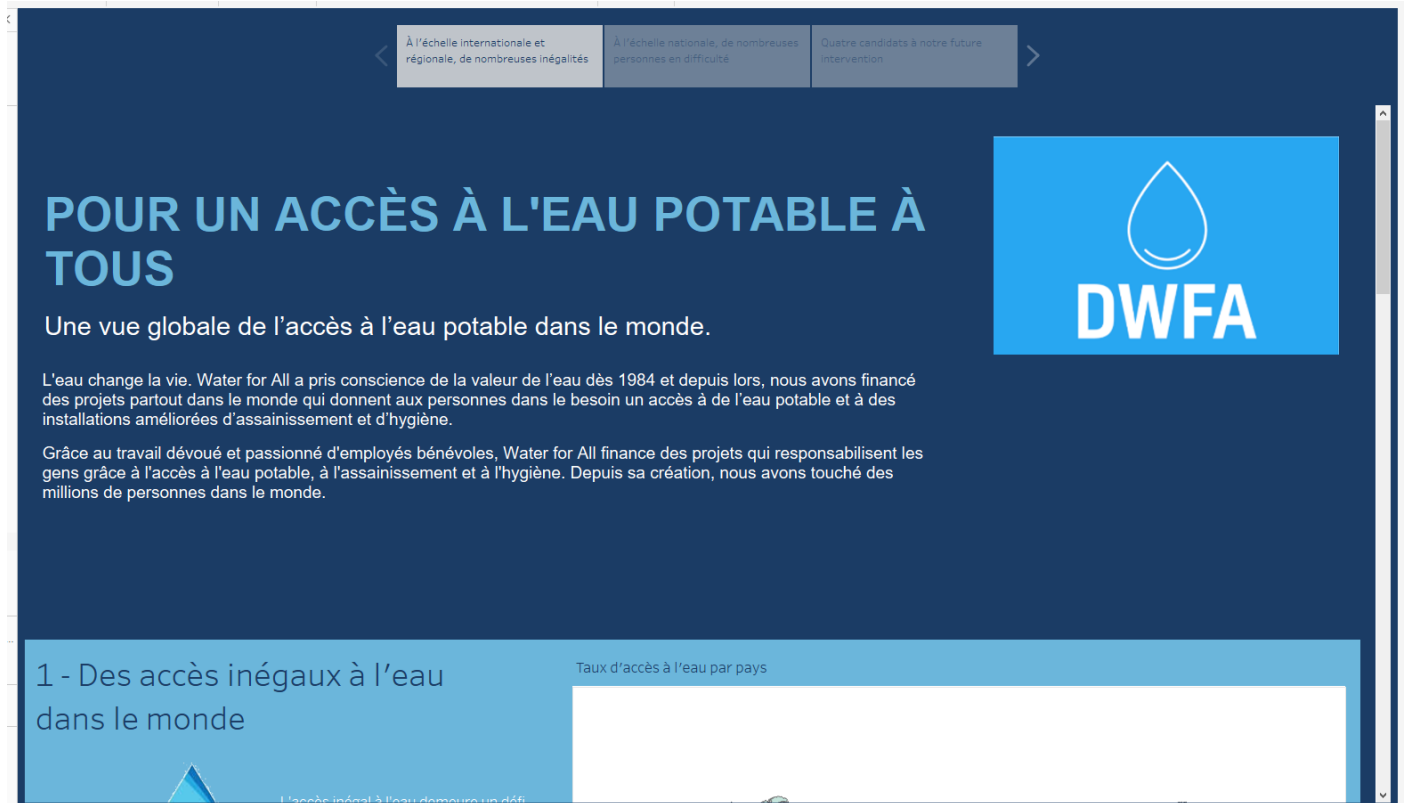 À l'échelle internationale et
régionale, de nombreuses inégalités
À l'échelle nationale, de nombreuses
personnes en difficulté
Quatre candidats à notre future
intervention
POUR UN ACCÈS À L'EAU POTABLE À
TOUS
DWFA
Une vue globale de l’accès à l’eau potable dans le monde.
L'eau change la vie. Water for All a pris conscience de la valeur de l’eau dès 1984 et depuis lors, nous avons financé
des projets partout dans le monde qui donnent aux personnes dans le besoin un accès à de l’eau potable et à des
installations améliorées d’assainissement et d’hygiène.
Grâce au travail dévoué et passionné d'employés bénévoles, Water for All finance des projets qui responsabilisent les
gens grâce à l'accès à l'eau potable, à l'assainissement et à l'hygiène. Depuis sa création, nous avons touché des
millions de personnes dans le monde.
1 - Des accès inégaux à l’eau
dans le monde
Taux d’accès à l’eau par pays
L'accès inégal à l'eau demeure un défi